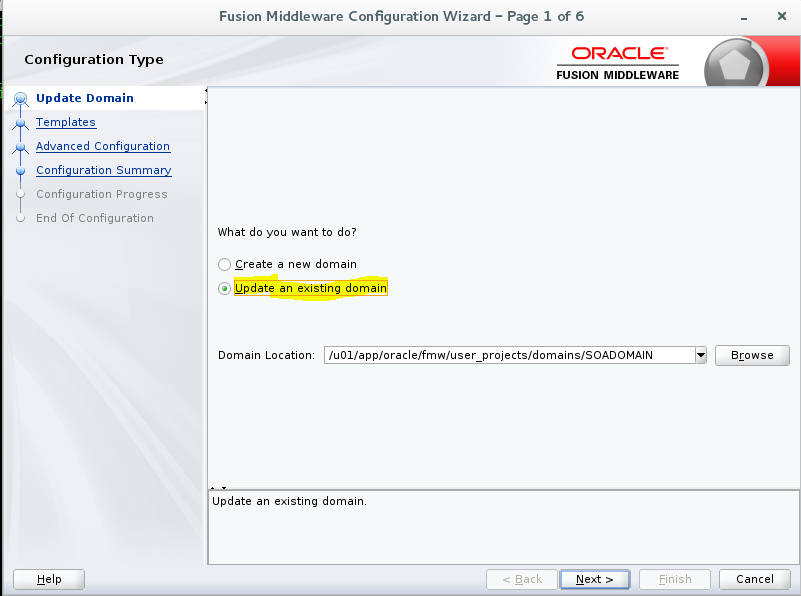 Fusion Middleware Configuration Wizard – Page 1 of 6
Configuration Type
ORACLE
FUSION MIDDLEWARE
Update Domain
Templates
Advanced Configuration
Configuration Summary
Configuration Progress
End Of Configuration
What do you want to do?
Create a new domain
Update an existing domain
Domain Location: /u01/app/oracle/fmw/user_projects/domains/SOADOMAIN Browse
Update an existing domain.
Help < Back Next > Finish Cancel